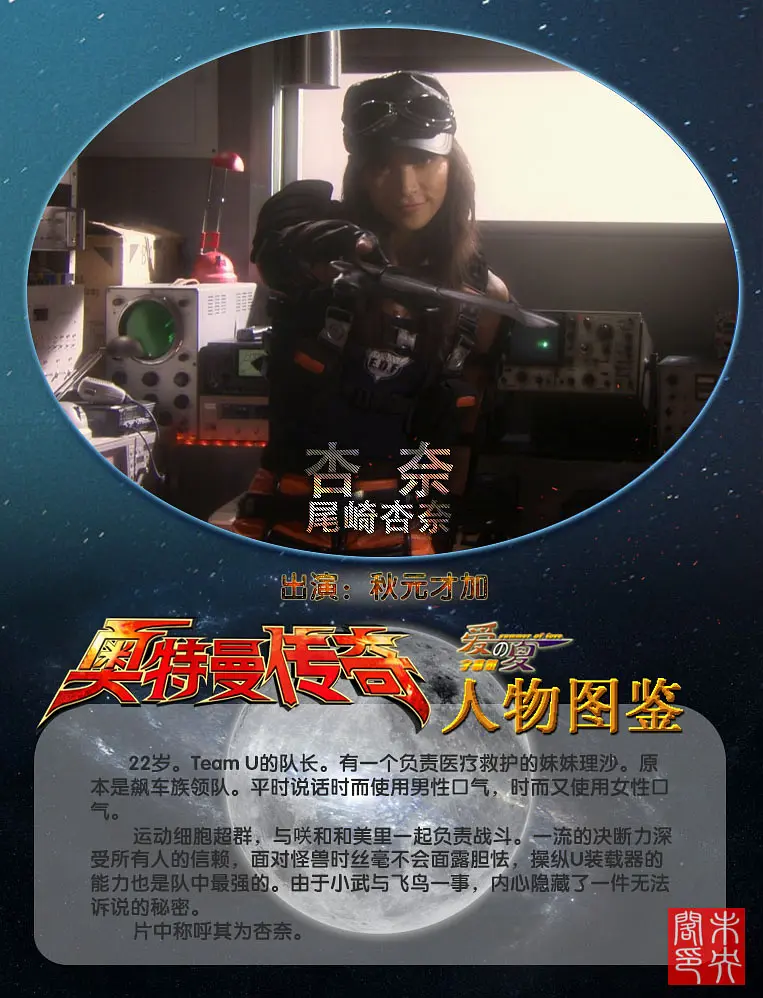 EDF
杏 奈
尾崎杏奈
出演：秋元才加
奥特曼传奇
爱の夏
summer of love
字幕组
人物图鉴
22岁。Team U的队长。有一个负责医疗救护的妹妹理沙。原
本是飙车族领队。平时说话时而使用男性口气，时而又使用女性口
气。
运动细胞超群，与咲和和美里一起负责战斗。一流的决断力深
受所有人的信赖，面对怪兽时丝毫不会面露胆怯，操纵U装载器的
能力也是队中最强的。由于小武与飞鸟一事，内心隐藏了一件无法
诉说的秘密。
片中称呼其为杏奈。
未央
阁印